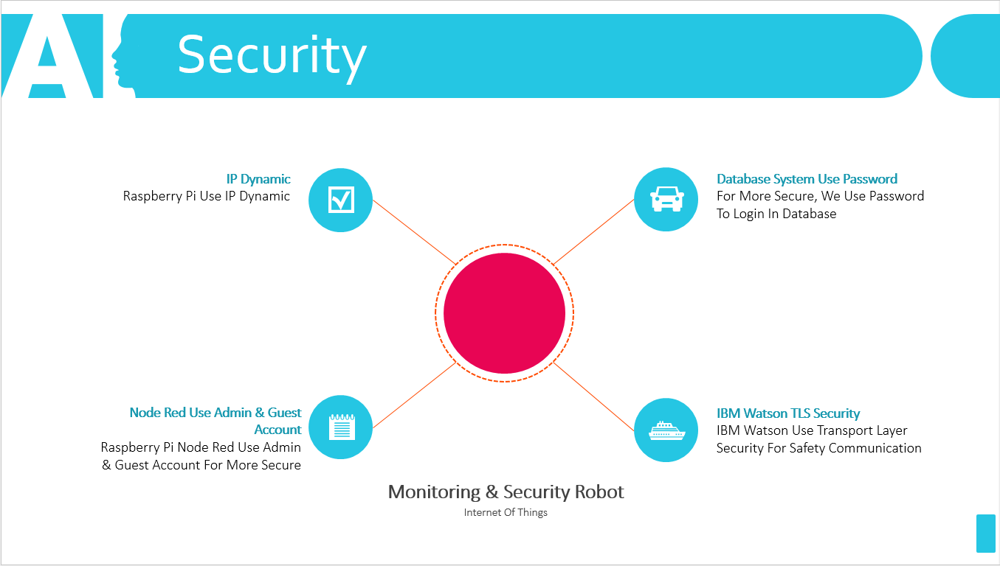 AI
Security
IP Dynamic
Raspberry Pi Use IP Dynamic
Database System Use Password
For More Secure, We Use Password
To Login In Database
Node Red Use Admin & Guest
Account
Raspberry Pi Node Red Use Admin
& Guest Account For More Secure
IBM Watson TLS Security
IBM Watson Use Transport Layer
Security For Safety Communication
Monitoring & Security Robot
Internet Of Things